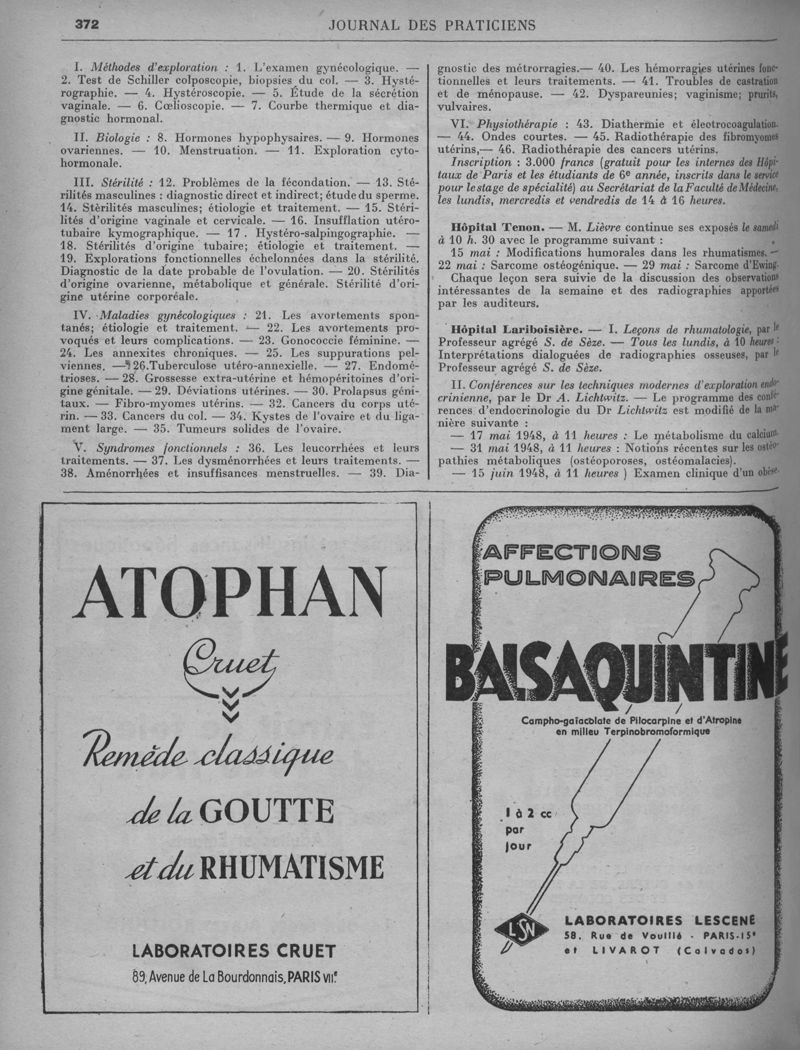 372
JOURNAL DES PRATICIENS
I. Méthodes d'exploration : 1. L'examen gynécologique. —
2. Test de Schiller colposcopie, biopsies du col. — 3. Hysté-
rographie. — 4. Hystéroscopie. — 5. Étude de la sécrétion
vaginale. — 6. Cœlioscopie. — 7. Courbe thermique et dia-
gnostic hormonal.
II. Biologie : 8. Hormones hypophysaires. — 9. Hormones
ovariennes. — 10. Menstruation. — 11. Exploration cyto-
hormonale.
III. Stérilité : 12. Problèmes de la fécondation. — 13. Sté-
rilités masculines : diagnostic direct et indirect; étude du sperme.
14. Stérilités masculines; étiologie et traitement. — 15. Stéri-
lités d'origine vaginale et cervicale. — 16. Insufflation utéro-
tubaire kymographique. — 17 . Hystéro-salpingographie. —
18. Stérilités d'origine tubaire; étiologie et traitement. —
19. Explorations fonctionnelles échelonnées dans la stérilité.
Diagnostic de la date probable de l'ovulation. — 20. Stérilités
d'origine ovarienne, métabolique et générale. Stérilité d'ori-
gine utérine corporéale.
IV. Maladies gynécologiques : 21. Les avortements spon-
tanés; étiologie et traitement. — 22. Les avortements pro-
voqués et leurs complications. — 23. Gonococcie féminine. —
24. Les annexites chroniques. — 25. Les suppurations pel-
viennes. — 26.Tuberculose utéro-annexielle. — 27. Endomé-
trioses. — 28. Grossesse extra-utérine et hémopéritoines d'ori-
gine génitale. — 29. Déviations utérines. — 30. Prolapsus géni-
taux. — Fibro-myomes utérins. — 32. Cancers du corps uté-
rin. — 33. Cancers du col. — 34. Kystes de l'ovaire et du liga-
ment large. — 35. Tumeurs solides de l'ovaire.
V. Syndromes fonctionnels : 36. Les leucorrhées et leurs
traitements. — 37. Les dysménorrhées et leurs traitements. —
38. Aménorrhées et insuffisances menstruelles. — 39. Dia-
gnostic des métrorragies.— 40. Les hémorragies utérines fonc-
tionnelles et leurs traitements. — 41. Troubles de castration
et de ménopause. — 42. Dyspareunies; vaginisme; prurits,
vulvaires.
VI. Physiothérapie : 43. Diathermie et électrocoagulation.
— 44. Ondes courtes. — 45. Radiothérapie des fibromyomes
utérins,— 46. Radiothérapie des cancers utérins.
Inscription : 3.000 francs (gratuit pour les internes des Hôpi-
taux de Paris et les étudiants de 6e année, inscrits dans le service
pour le stage de spécialité) au Secrétariat de la Faculté de Médecine,
les lundis, mercredis et vendredis de 14 à 16 heures.
Hôpital Tenon. — M. Lièvre continue ses exposés le samedi
à 10 h. 30 avec le programme suivant :
15 mai : Modifications humorales dans les rhumatismes. —
22 mai : Sarcome ostéogénique. — 29 mai : Sarcome d'Ewing.
Chaque leçon sera suivie de la discussion des observations
intéressantes de la semaine et des radiographies apportées
par les auditeurs.
Hôpital Lariboisière. — I. Leçons de rhumatologie, par le
Professeur agrégé S. de Sèze. — Tous les lundis, à 10 heures :
Interprétations dialoguées de radiographies osseuses, par le
Professeur agrégé S. de Sèze.
II. Conférences sur les techniques modernes d'exploration endo-
crinienne, par le Dr A. Lichtwitz. — Le programme des confé-
rences d'endocrinologie du Dr Lichtwitz est modifié de la ma-
nière suivante :
— 17 mai 1948, à 11 heures : Le métabolisme du calcium.
— 31 mai 1948, à 11 heures : Notions récentes sur les ostéo-
pathies métaboliques (ostéoporoses, ostéomalacies).
— 15 juin 1948, à 11 heures ) Examen clinique d'un obèse.
ATOPHAN
Cruet
Remède classique
de la GOUTTE
et du RHUMATISME
LABORATOIRES CRUET
89, Avenue de La Bourdonnais, PARIS VIIe
AFFECTIONS
PULMONAIRES
BALSAQUINTINE
Campho-gaïacblate de Pilocarpine et d'Atropine
en milieu Terpinobromoformique
1 à 2 cc
par
jour
LSN
LABORATOIRES LESCÈNE
58, Rue de Vouillé - PARIS-15e
et LIVAROT (Calvados)